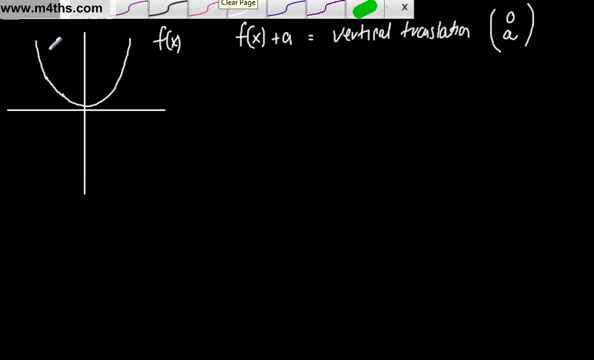 www.m4ths.com
Clear Page
x
f(x)
f(x)+a = vertical translation (0 a)